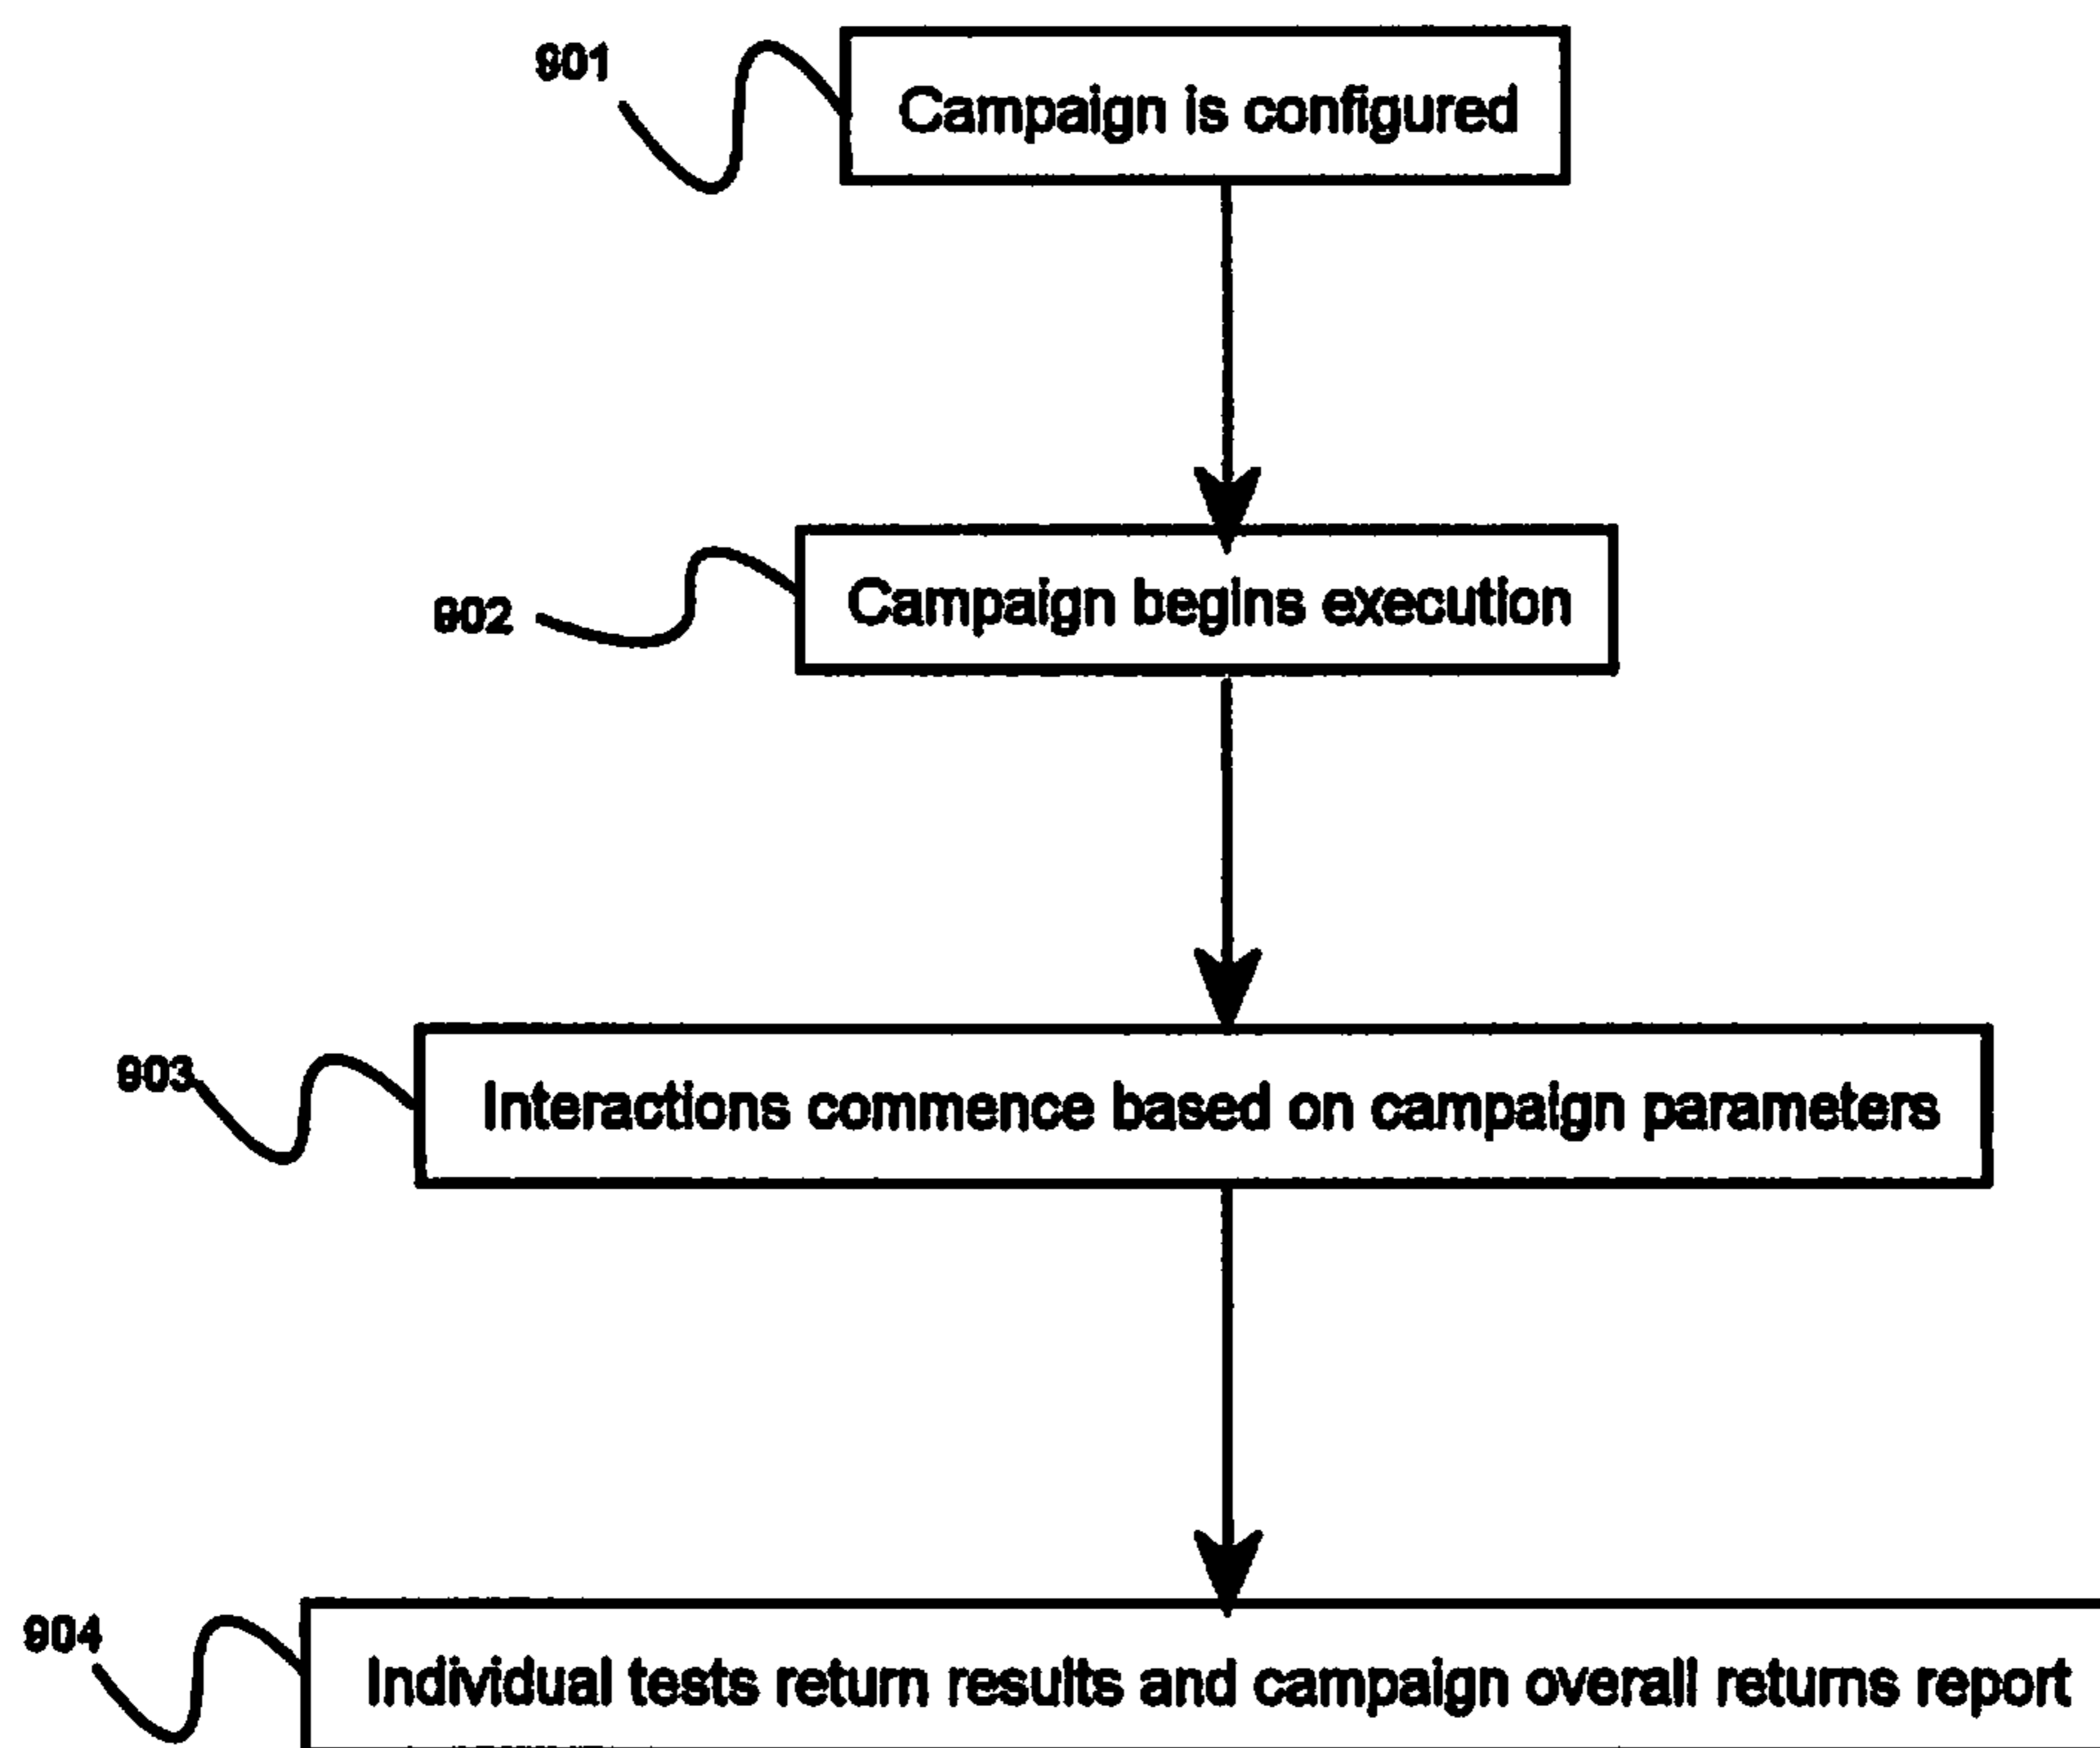 901
Campaign is configured
902
Campaign begins execution
903
Interactions commence based on campaign parameters
904
Individual tests return results and campaign overall returns report